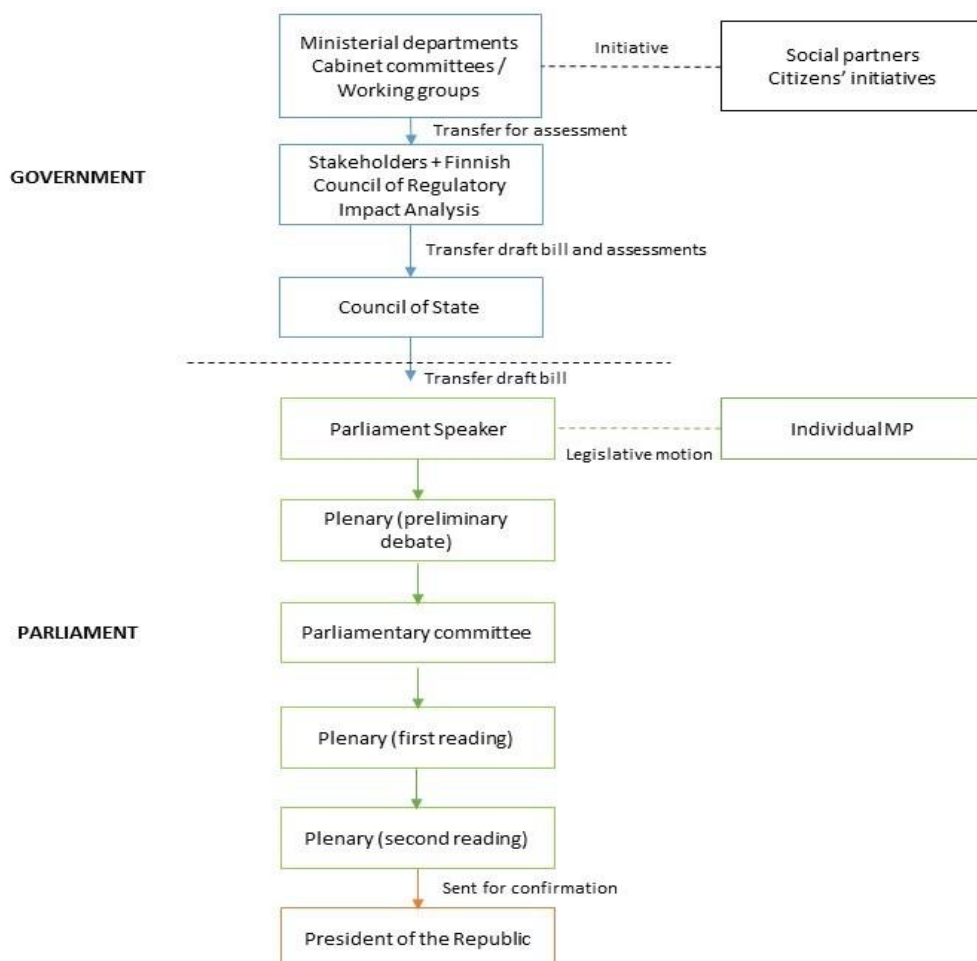 Ministerial departments
Cabinet committees /
Working groups
Initiative
Social partners
Citizens' initiatives
Transfer for assessment
GOVERNMENT
Stakeholders + Finnish
Council of Regulatory
Impact Analysis
Transfer draft bill and assessments
Council of State
Transfer draft bill
Parliament Speaker
Legislative motion
Individual MP
Plenary (preliminary
debate)
PARLIAMENT
Parliamentary committee
Plenary (first reading)
Plenary (second reading)
Sent for confirmation
President of the Republic